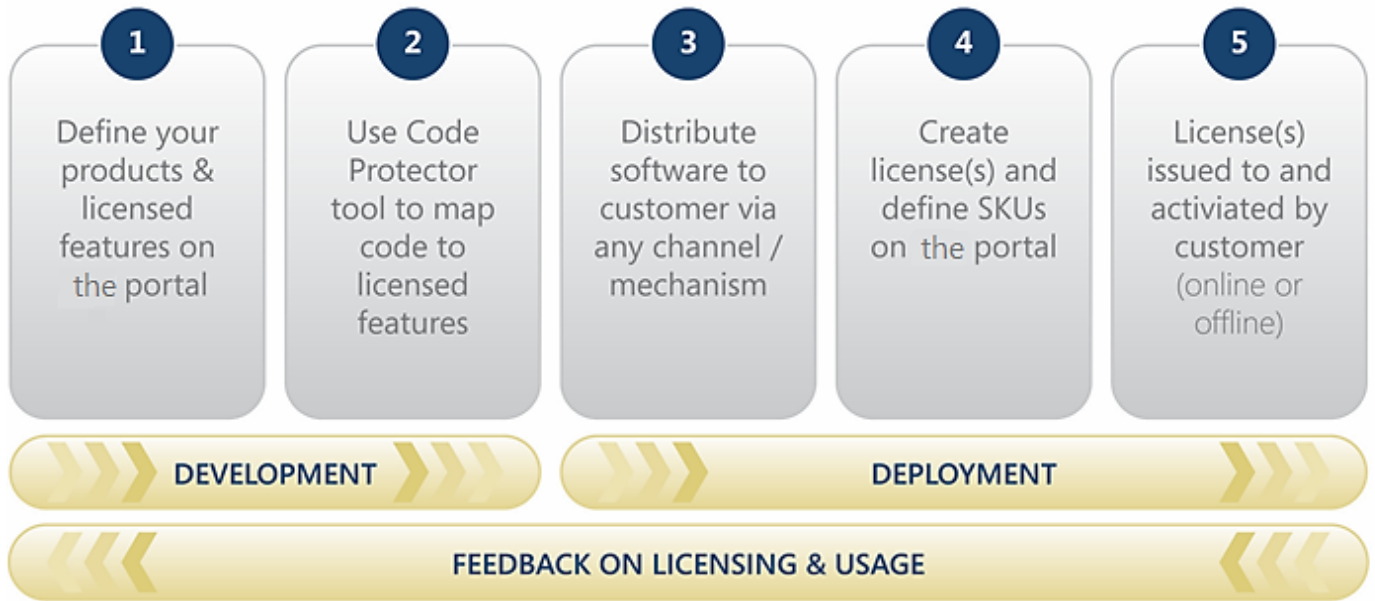 1
Define your
products &
licensed
features on
the portal
2
Use Code
Protector
tool to map
code to
licensed
features
3
Distribute
software to
customer via
any channel /
mechanism
4
Create
license(s) and
define SKUs
on the portal
5
License(s)
issued to and
activiated by
customer
(online or
offline)
DEVELOPMENT
DEPLOYMENT
FEEDBACK ON LICENSING & USAGE